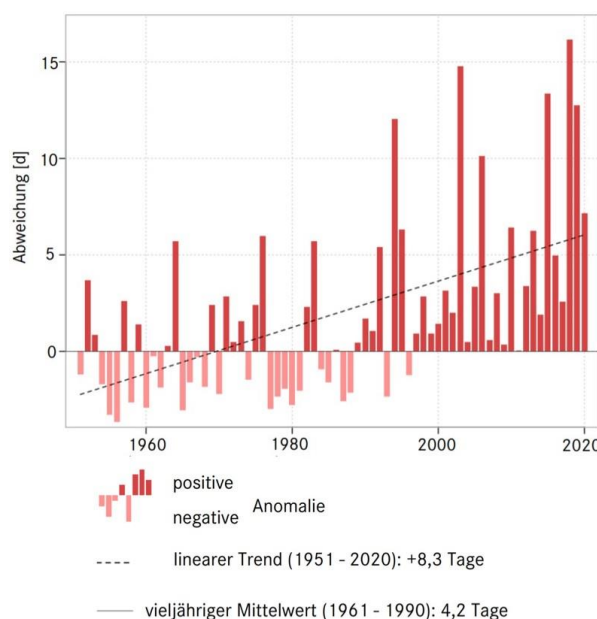 Abweichung [d]
15
10
5
0
1960
1980
2000
2020
positive
negative
Anomalie
linearer Trend (1951 - 2020): +8,3 Tage
vieljähriger Mittelwert (1961 - 1990): 4,2 Tage